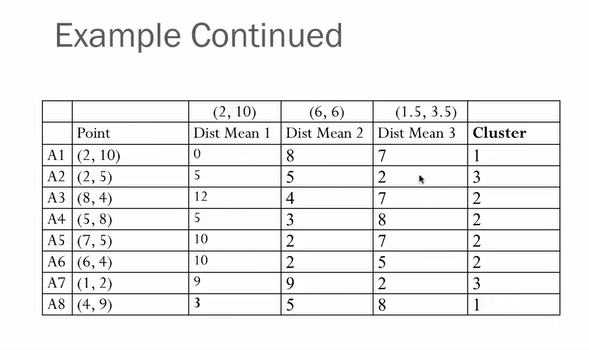 Example Continued
(2, 10) (6, 6) (1.5, 3.5)
Point Dist Mean 1 Dist Mean 2 Dist Mean 3 Cluster
A1 (2, 10) 0 8 7 1
A2 (2, 5) 5 5 2 3
A3 (8, 4) 12 4 7 2
A4 (5, 8) 5 3 8 2
A5 (7, 5) 10 2 7 2
A6 (6, 4) 10 2 5 2
A7 (1, 2) 9 9 2 3
A8 (4, 9) 3 5 8 1